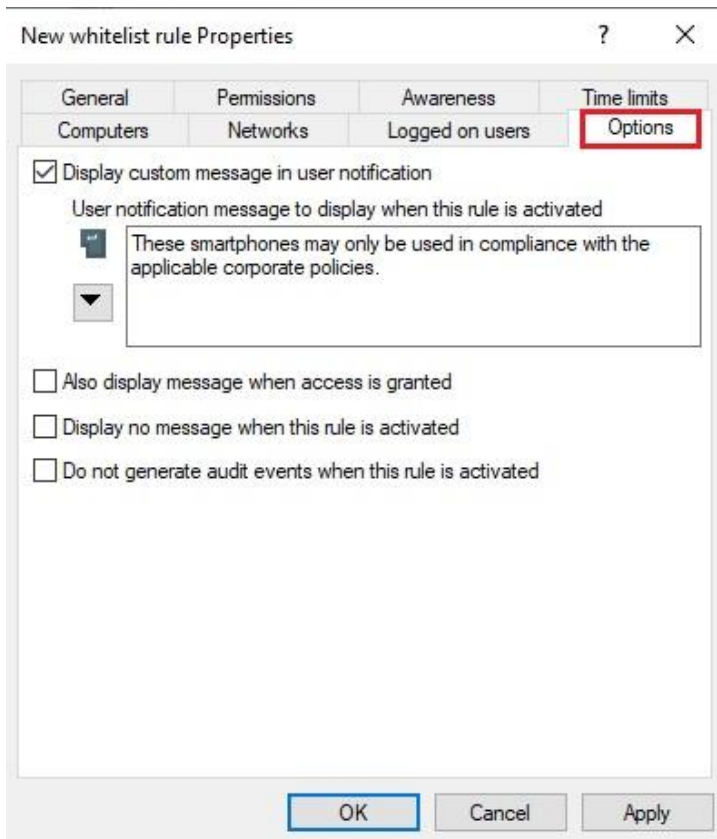 New whitelist rule Properties ?
General Permissions Awareness Time limits
Computers Networks Logged on users Options
Display custom message in user notification
User notification message to display when this rule is activated
These smartphones may only be used in compliance with the
applicable corporate policies.
Also display message when access is granted
Display no message when this rule is activated
Do not generate audit events when this rule is activated
OK Cancel Apply